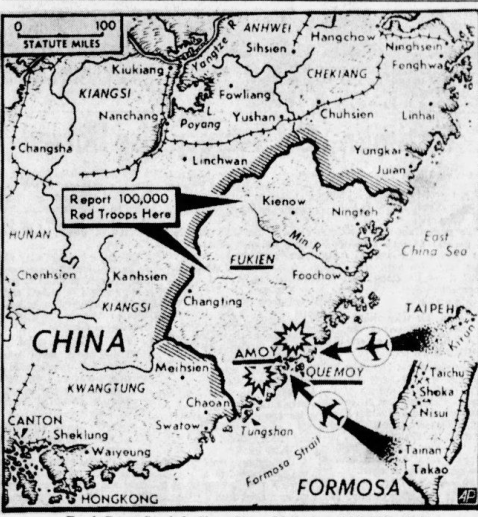 0 100
STATUTE MILES
ANHWEI
Sihsien
Hangchow
Ninghsein
Fenghwa
Yangtze R
Kiukiang
CHEKIANG
KIANGSI
Fowliang
Nanchang
L.
Poyang
Yushan
Chuhsien
Linhai
Changsha
Linchwan
Yungkai
Juian
Report 100,000
Red Troops Here
Kienow
Ningteh
HUNAN
Min R.
East
China Sea
FUKIEN
Foochow
Chenhsien
Kanhsien
KIANGSI
Changting
TAIPEH
Kirun
CHINA
AMOY
QUEMOY
Meihsien
Taichu
KWANGTUNG
Shoka
Chaoan
Nisui
CANTON
Swatow
Tungshan
Sheklung
Waiyeung
Formosa Strait
Tainan
Takao
HONGKONG
FORMOSA
AP